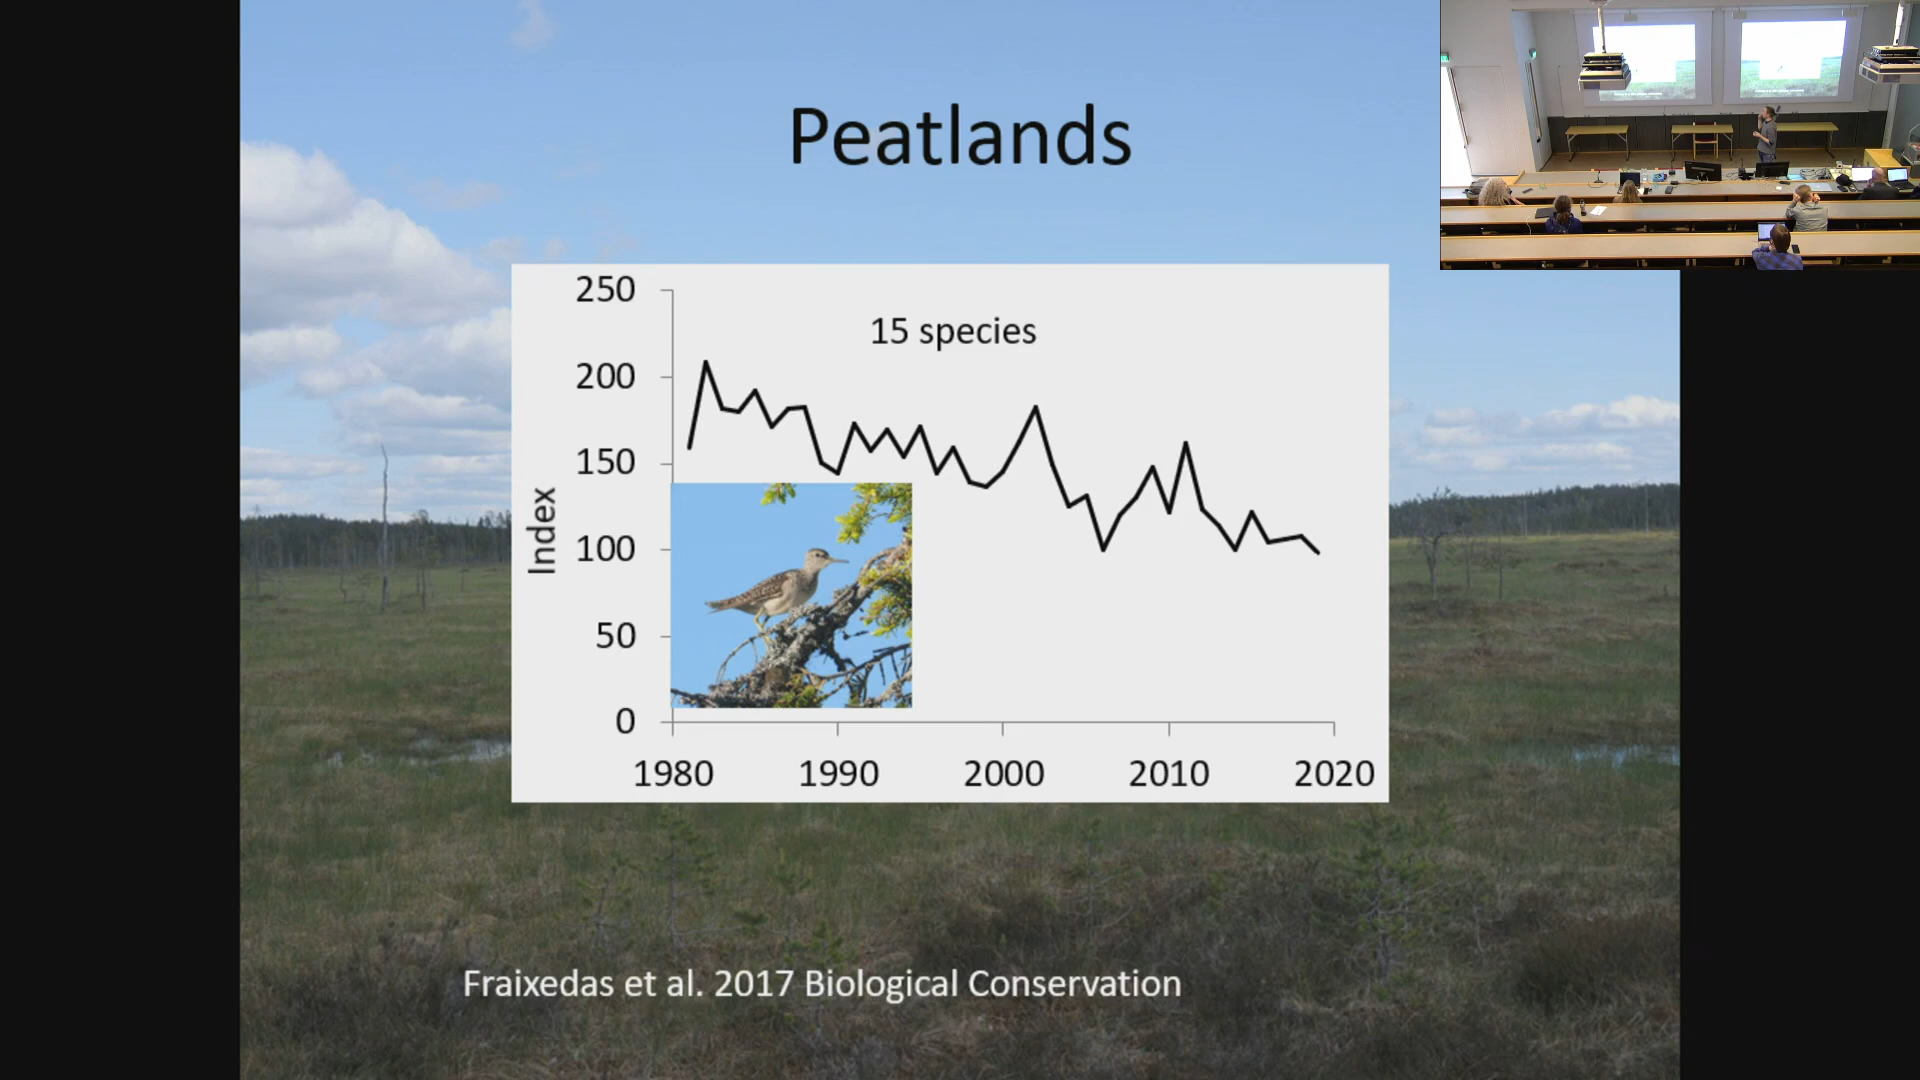 Peatlands
250
15 species
200
150
Index
100
50
0
1980 1990 2000 2010 2020
Fraixedas et al. 2017 Biological Conservation